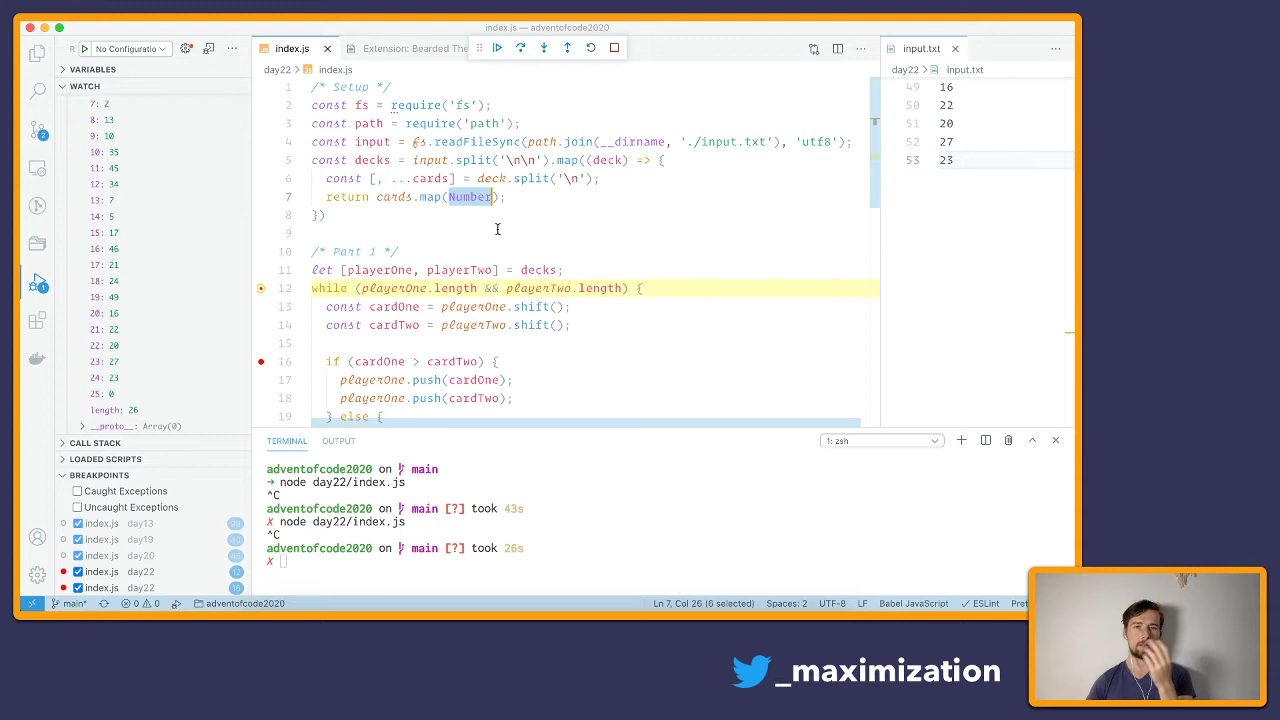 index.js — adventofcode2020
R No Configuratio
index.js
Extension: Bearded The
input.txt
VARIABLES
WATCH
7: 2
8: 13
9: 10
10: 35
11: 45
12: 34
13: 7
14: 5
15: 17
16: 46
17: 21
18: 24
19: 49
20: 16
21: 22
22: 20
23: 27
24: 23
25: 0
length: 26
__proto__: Array(0)
CALL STACK
LOADED SCRIPTS
BREAKPOINTS
Caught Exceptions
Uncaught Exceptions
index.js day13
index.js day19
index.js day20
index.js day22 12
index.js day22 16
2
1
day22 > index.js
1 /* Setup */
2 const fs = require('fs');
3 const path = require('path');
4 const input = fs.readFileSync(path.join(__dirname, './input.txt'), 'utf8');
5 const decks = input.split('\n\n').map((deck) => {
6 const [, ...cards] = deck.split('\n');
7 return cards.map(Number);
8 })
9
10 /* Part 1 */
11 let [playerOne, playerTwo] = decks;
12 while (playerOne.length && playerTwo.length) {
13 const cardOne = playerOne.shift();
14 const cardTwo = playerTwo.shift();
15
16 if (cardOne > cardTwo) {
17 playerOne.push(cardOne);
18 playerOne.push(cardTwo);
19 } else {
day22 > input.txt
49 16
50 22
51 20
52 27
53 23
TERMINAL
OUTPUT
1: zsh
adventofcode2020 on main
➜ node day22/index.js
^C
adventofcode2020 on main [?] took 43s
✗ node day22/index.js
^C
adventofcode2020 on main [?] took 26s
✗
main*
0 0
adventofcode2020
Ln 7, Col 26 (6 selected)
Spaces: 2
UTF-8
LF
Babel JavaScript
ESLint
Pret
_maximization